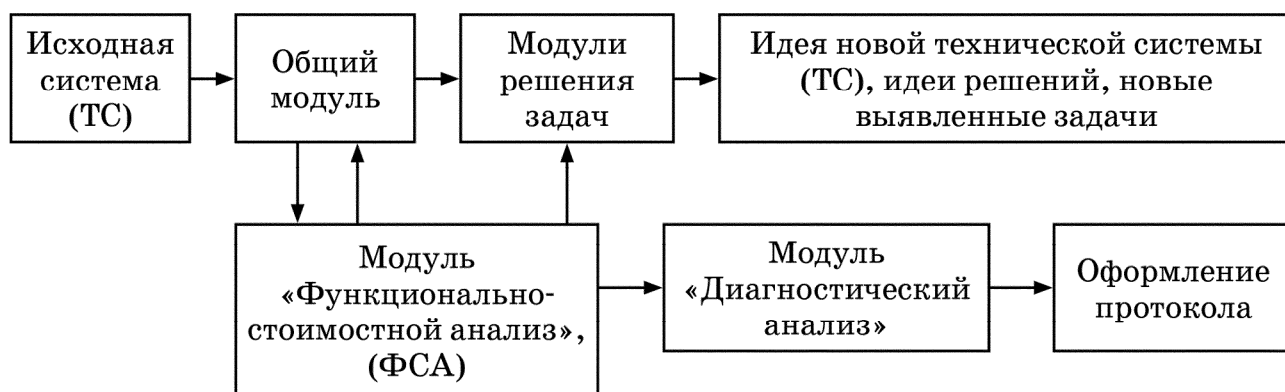 Исходная
система
(ТС)
Общий
модуль
Модули
решения
задач
Идея новой технической системы
(ТС), идеи решений, новые
выявленные задачи
Модуль
«Функционально-
стоимостной анализ»,
(ФСА)
Модуль
«Диагностический
анализ»
Оформление
протокола